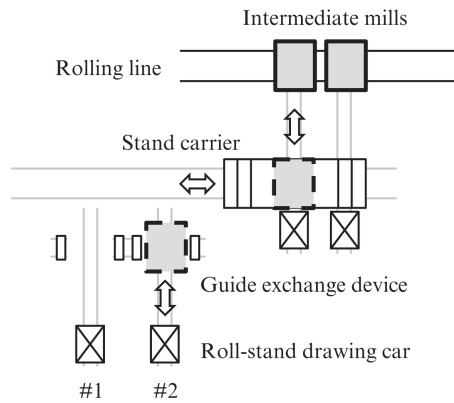 Intermediate mills
Rolling line
Stand carrier
Guide exchange device
Roll-stand drawing car
#1 #2